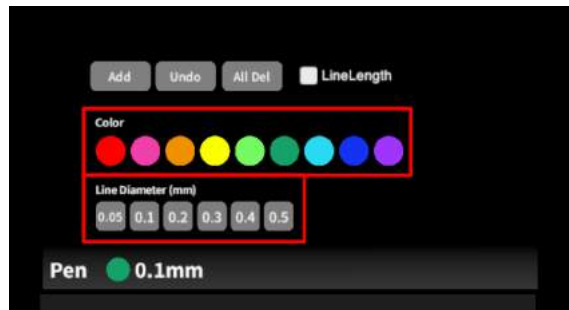 Add Undo All Del LineLength
Color
Line Diameter (mm)
0.05 0.1 0.2 0.3 0.4 0.5
Pen 0.1mm